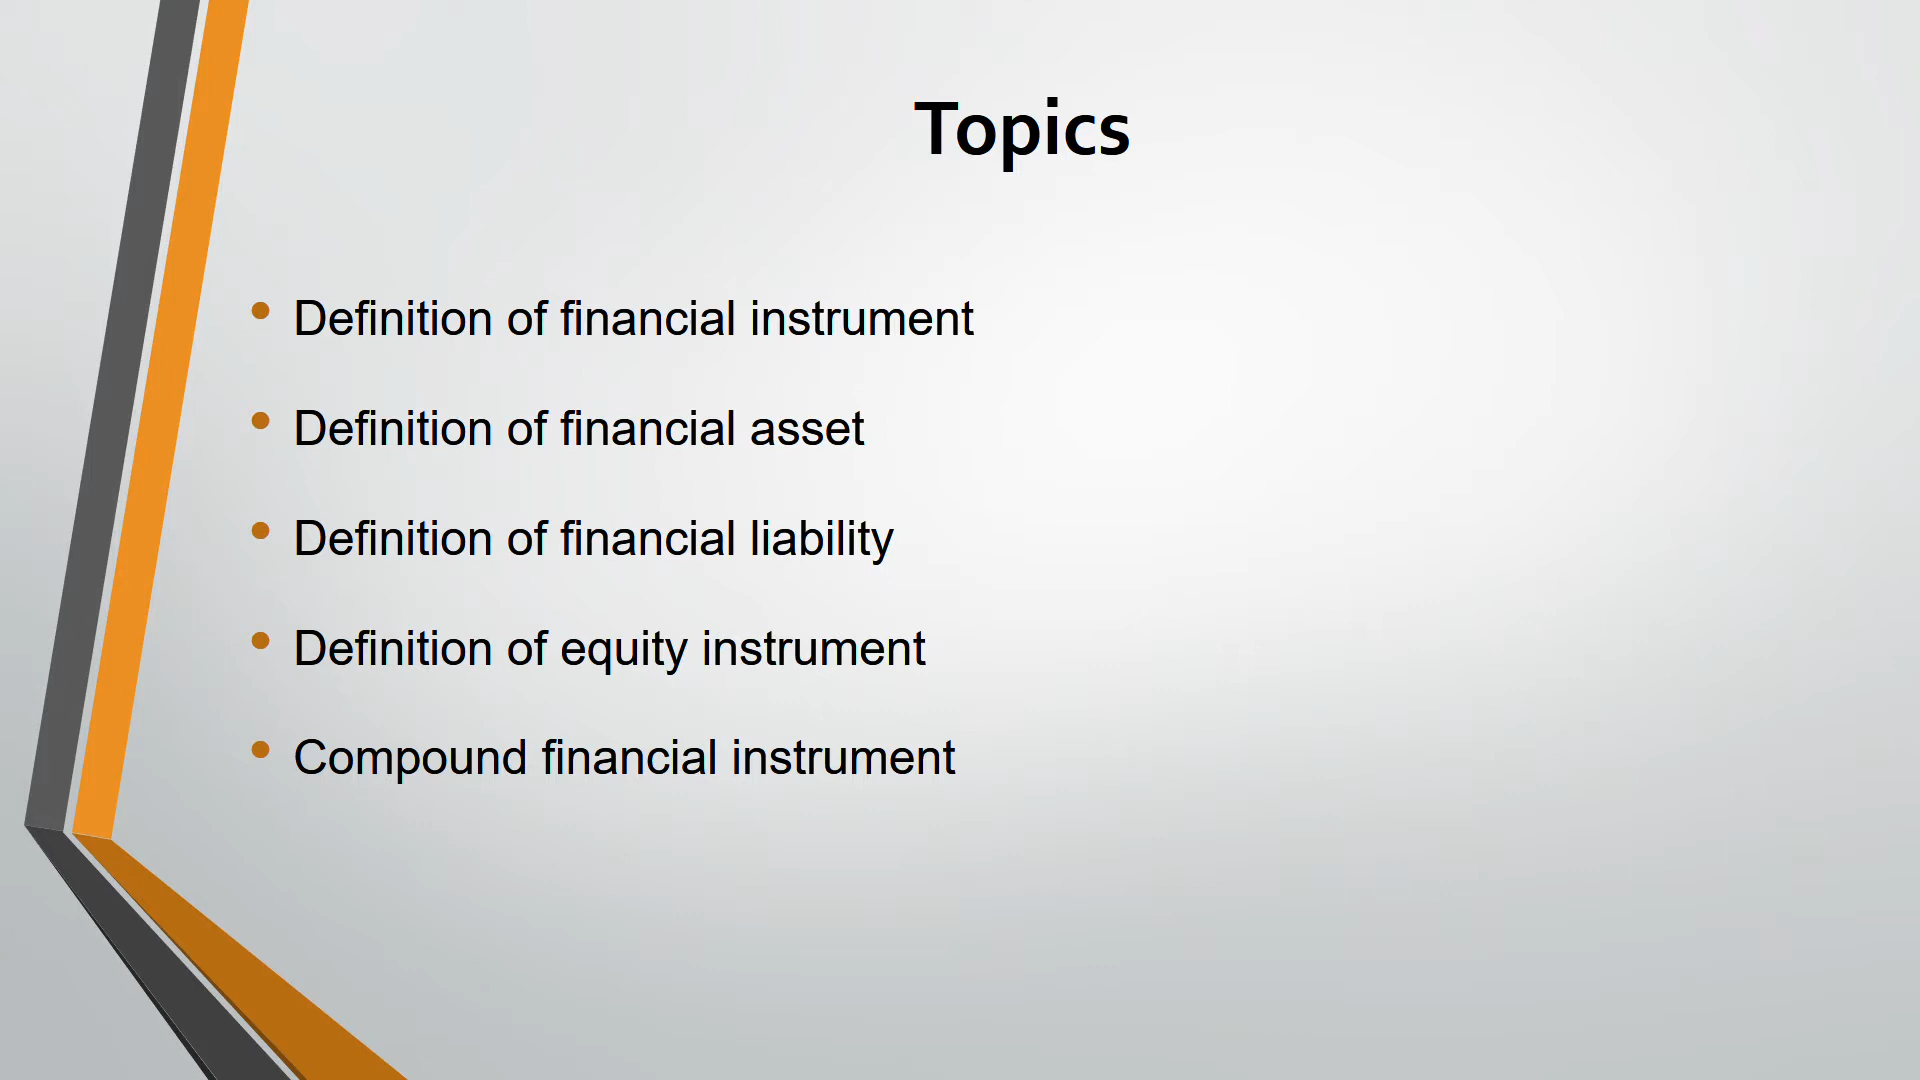 Topics
• Definition of financial instrument
• Definition of financial asset
• Definition of financial liability
• Definition of equity instrument
• Compound financial instrument